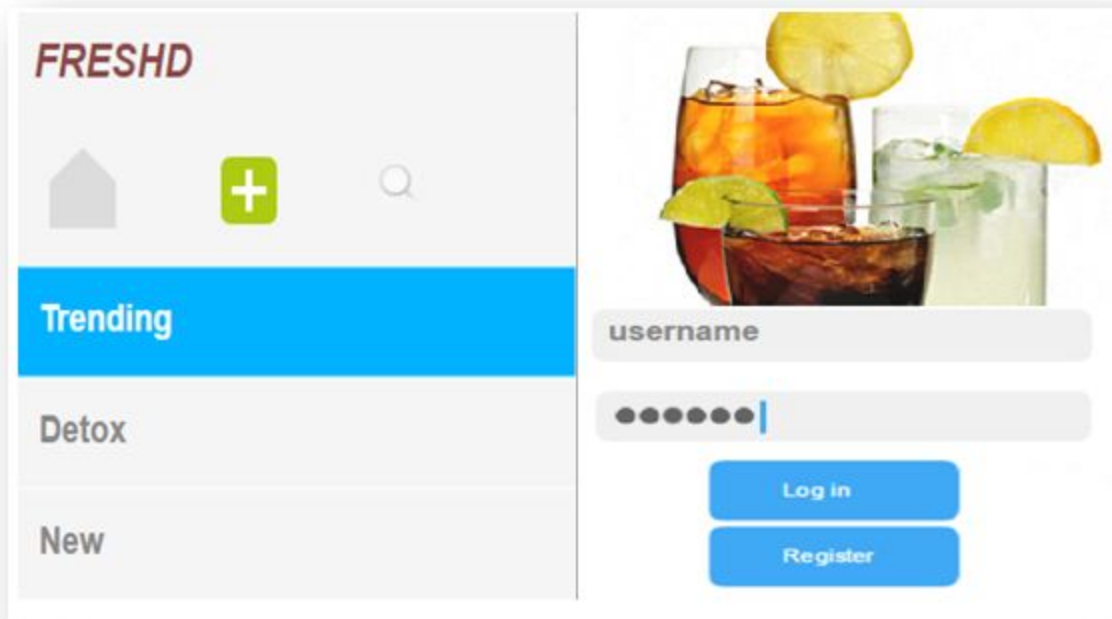 FRESHD
Trending
Detox
New
username
●●●●●●
Log in
Register